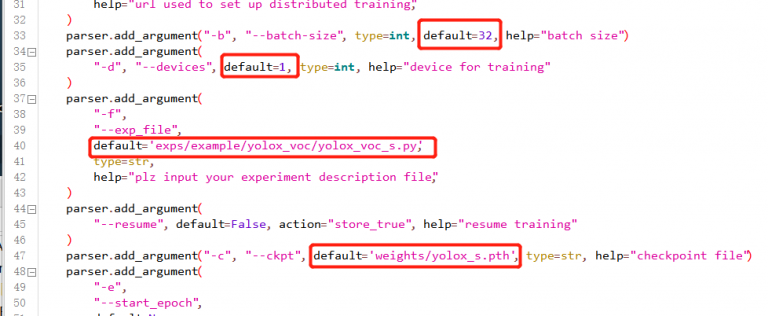 31 help="url used to set up distributed training",
32 )
33 parser.add_argument("-b", "--batch-size", type=int, default=32, help="batch size")
34 parser.add_argument(
35 "-d", "--devices", default=1, type=int, help="device for training"
36 )
37 parser.add_argument(
38 "-f",
39 "--exp_file",
40 default='exps/example/yolox_voc/yolox_voc_s.py',
41 type=str,
42 help="plz input your experiment description file",
43 )
44 parser.add_argument(
45 "--resume", default=False, action="store_true", help="resume training"
46 )
47 parser.add_argument("-c", "--ckpt", default='weights/yolox_s.pth', type=str, help="checkpoint file")
48 parser.add_argument(
49 "-e",
50 "--start_epoch",